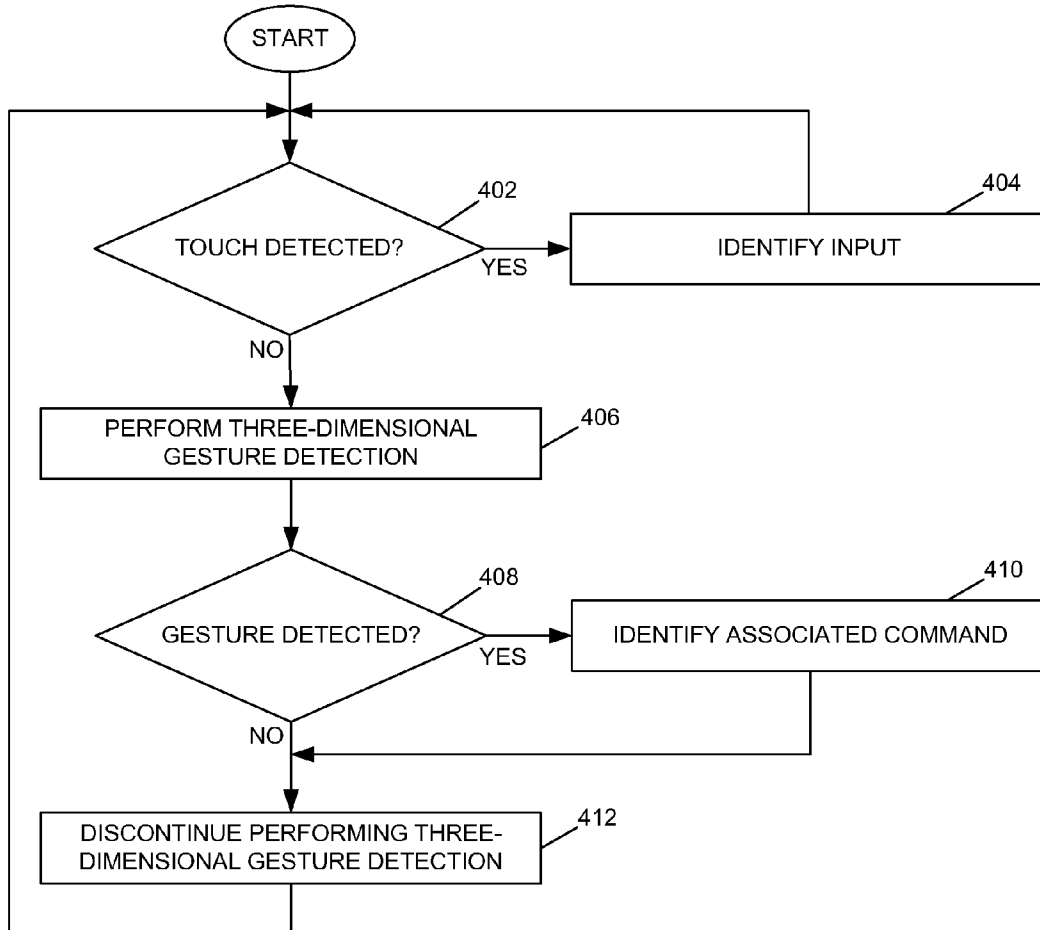 START
402
TOUCH DETECTED?
YES
404
IDENTIFY INPUT
NO
PERFORM THREE-DIMENSIONAL
GESTURE DETECTION
406
408
GESTURE DETECTED?
YES
410
IDENTIFY ASSOCIATED COMMAND
NO
DISCONTINUE PERFORMING THREE-
DIMENSIONAL GESTURE DETECTION
412